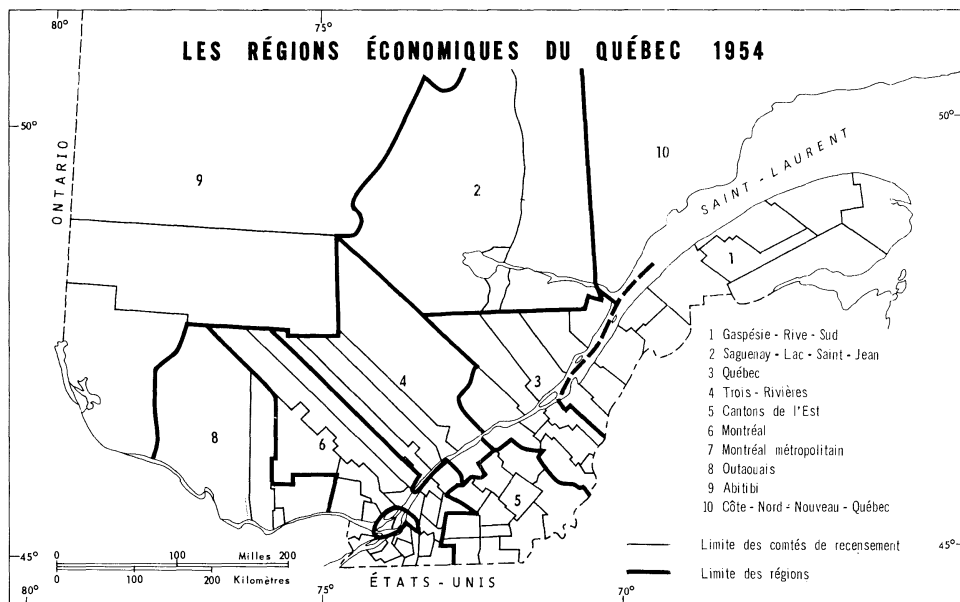 80°
75°
LES RÉGIONS ÉCONOMIQUES DU QUÉBEC 1954
50°
50°
ONTARIO
SAINT-LAURENT
10
9
2
1
3
4
8
6
5
1 Gaspésie - Rive - Sud
2 Saguenay - Lac - Saint - Jean
3 Québec
4 Trois - Rivières
5 Cantons de l'Est
6 Montréal
7 Montréal métropolitain
8 Outaouais
9 Abitibi
10 Côte - Nord - Nouveau - Québec
Limite des comtés de recensement
Limite des régions
45°
45°
0 Milles 100 200
0 100 Kilomètres 200
ÉTATS - UNIS
80°
75°
70°